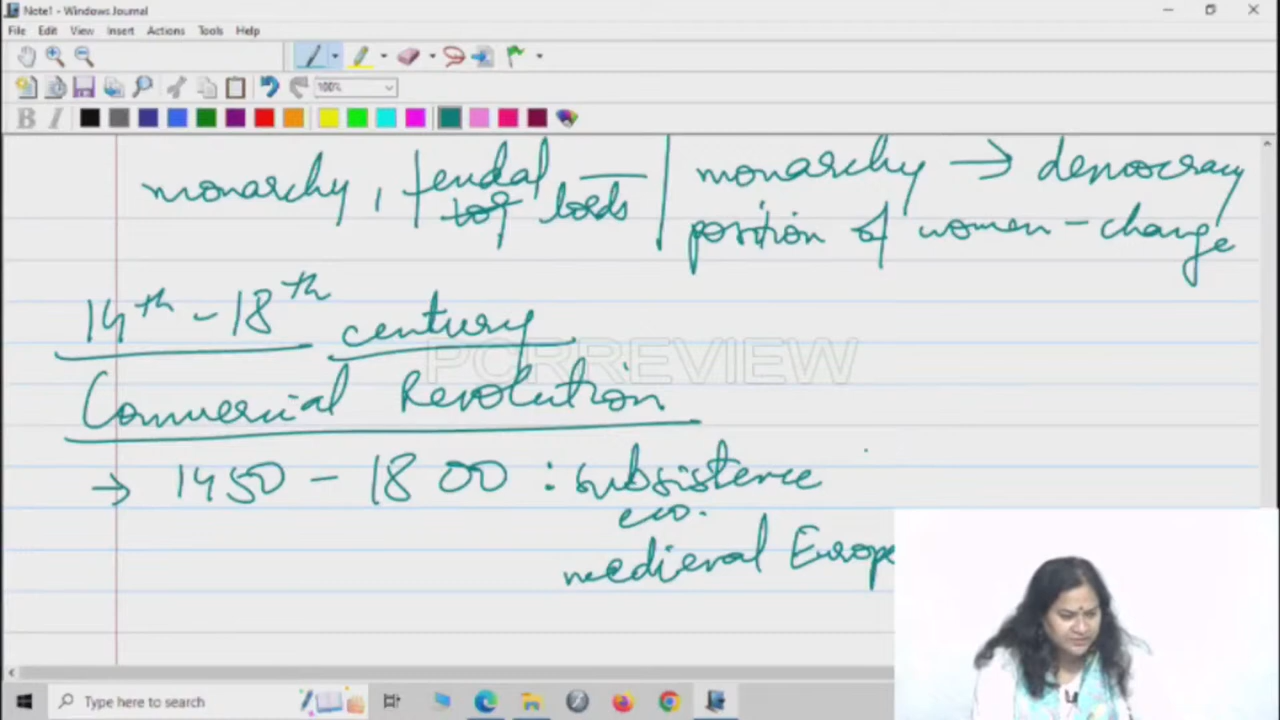 Note1 - Windows Journal
File Edit View Insert Actions Tools Help
100%
B I
monarchy, feudal lords
monarchy → democracy
position of women - change
14th - 18th century
PCRREVIEW
Commercial Revolution
→ 1450 - 1800 : subsistence
eco.
medieval Europe
Type here to search